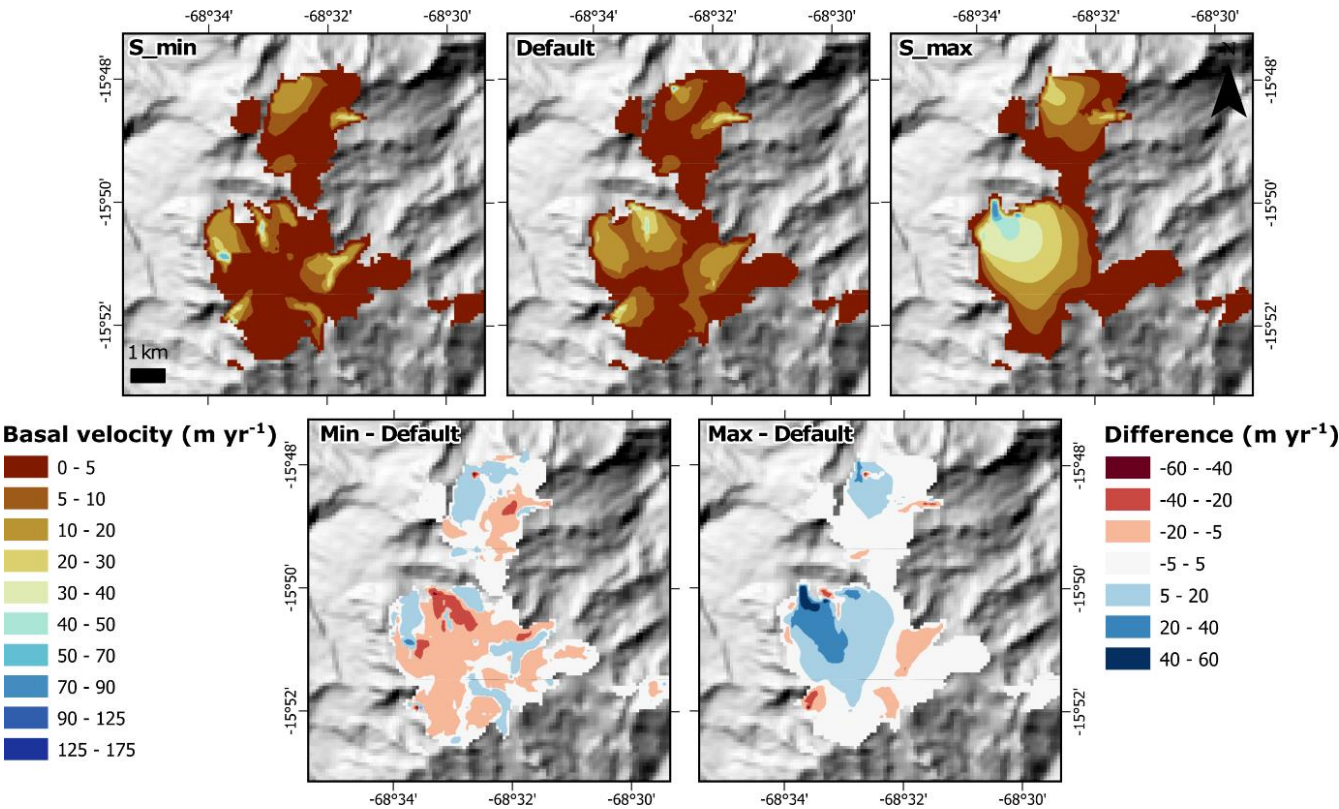 -68°34' -68°32' -68°30' -68°34' -68°32' -68°30' -68°34' -68°32' -68°30'
S_min Default S_max
N
-15°48' -15°48'
-15°50' -15°50'
-15°52' -15°52'
1 km
Basal velocity (m yr-1)
0 - 5
5 - 10
10 - 20
20 - 30
30 - 40
40 - 50
50 - 70
70 - 90
90 - 125
125 - 175
Min - Default Max - Default
-15°48' -15°48'
-15°50' -15°50'
-15°52' -15°52'
-68°34' -68°32' -68°30' -68°34' -68°32' -68°30'
Difference (m yr-1)
-60 - -40
-40 - -20
-20 - -5
-5 - 5
5 - 20
20 - 40
40 - 60